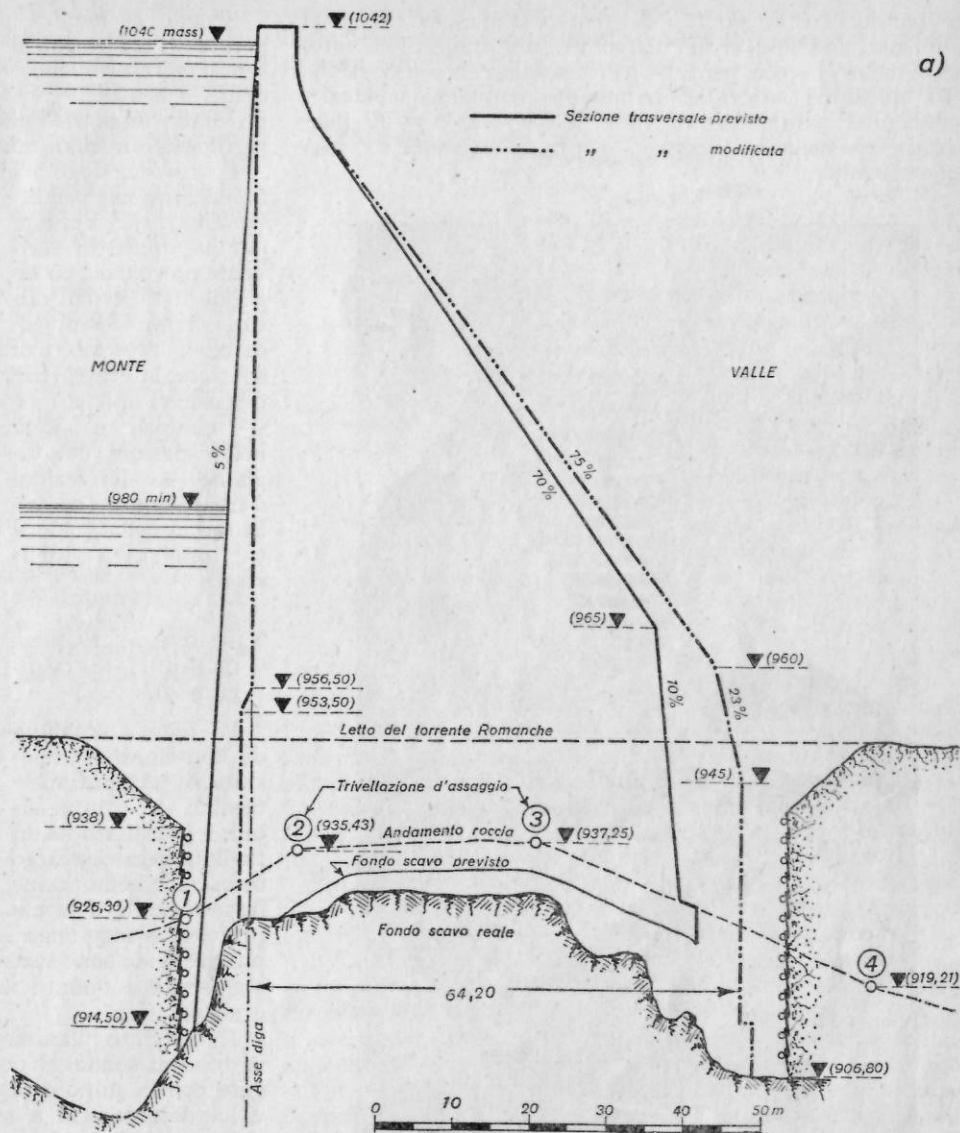 (1042)
(104C mass)
a)
Sezione trasversale prevista
„ „ modificata
MONTE
VALLE
5%
75%
70%
(980 min)
(965)
(960)
(956,50)
(953,50)
10%
23%
Letto del torrente Romanche
(945)
Trivellazione d'assaggio
(938)
2
(935,43)
Andamento roccia
3
(937,25)
Fondo scavo previsto
1
(926,30)
Fondo scavo reale
4
(919,21)
64,20
(914,50)
Asse diga
(906,80)
0 10 20 30 40 50 m